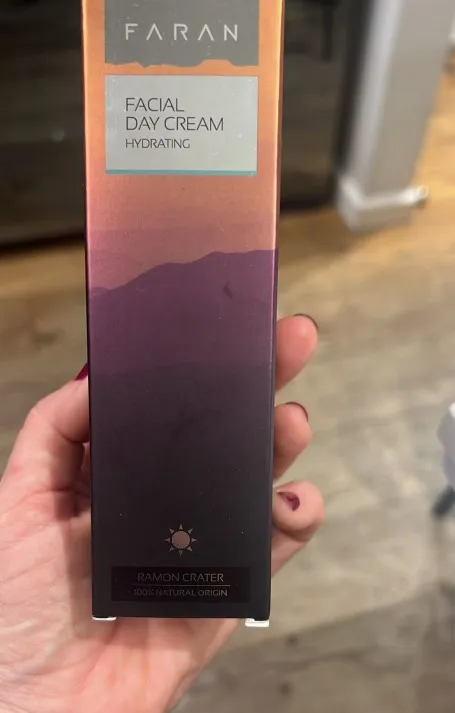 FARAN
FACIAL
DAY CREAM
HYDRATING
RAMON CRATER
100% NATURAL ORIGIN